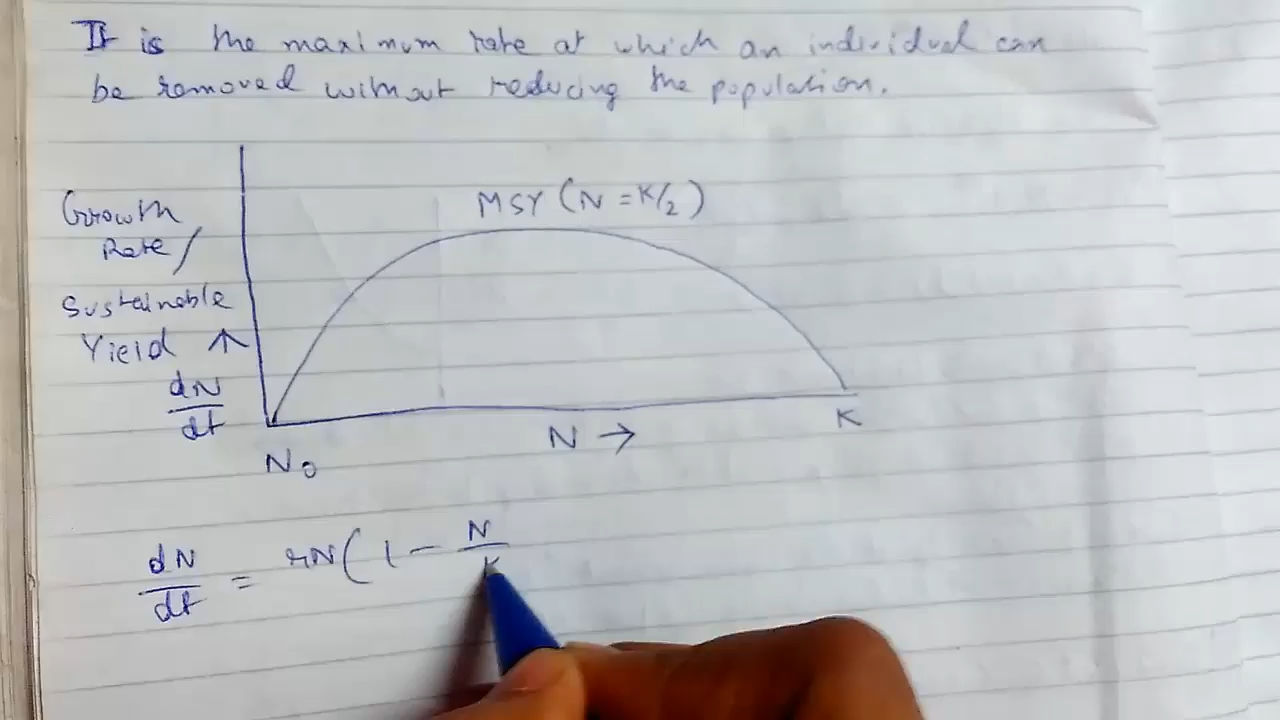 It is the maximum rate at which an individual can
be removed without reducing the population.
MSY (N = K/2)
Growth
Rate/
Sustainable
Yield ↑
dN/dt
K
N →
N₀
dN/dt = rN(1 - N/K